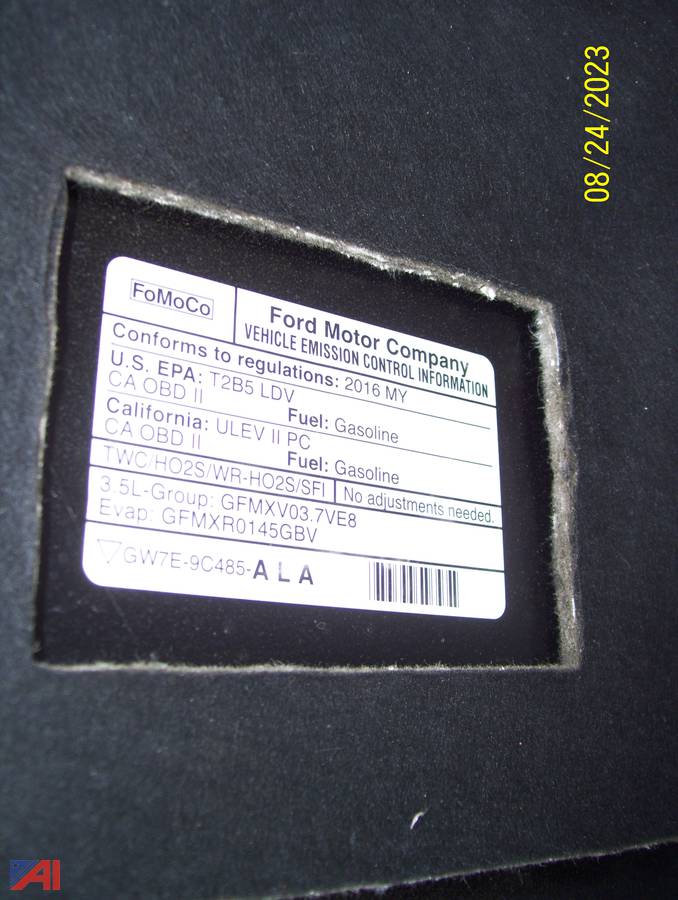 08/24/2023
FoMoCo
Ford Motor Company
VEHICLE EMISSION CONTROL INFORMATION
Conforms to regulations: 2016 MY
U.S. EPA: T2B5 LDV
CA OBD II Fuel: Gasoline
California: ULEV II PC
CA OBD II Fuel: Gasoline
TWC/HO2S/WR-HO2S/SFI No adjustments needed.
3.5L-Group: GFMXV03.7VE8
Evap: GFMXR0145GBV
GW7E-9C485-ALA
AI